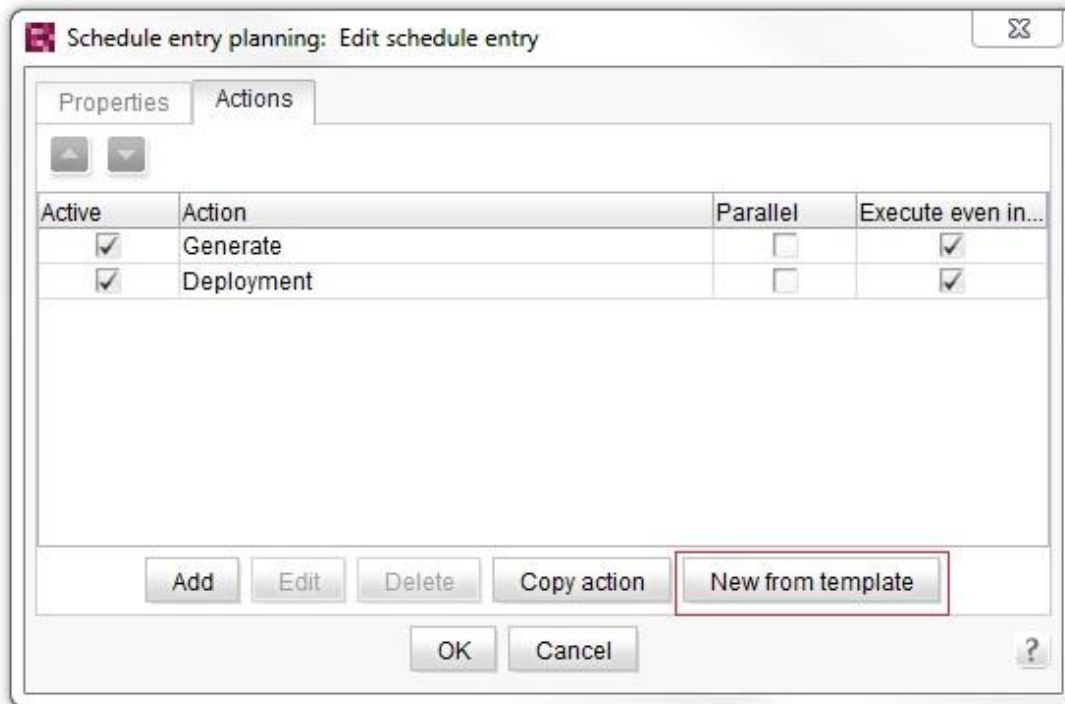 Schedule entry planning: Edit schedule entry
Properties Actions
Active Action Parallel Execute even in...
Generate
Deployment
Add Edit Delete Copy action New from template
OK Cancel ?